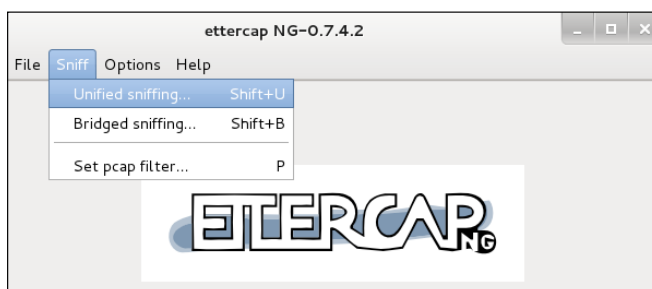 ettercap NG-0.7.4.2
File Sniff Options Help
Unified sniffing... Shift+U
Bridged sniffing... Shift+B
Set pcap filter... P
ETTERCAP NG